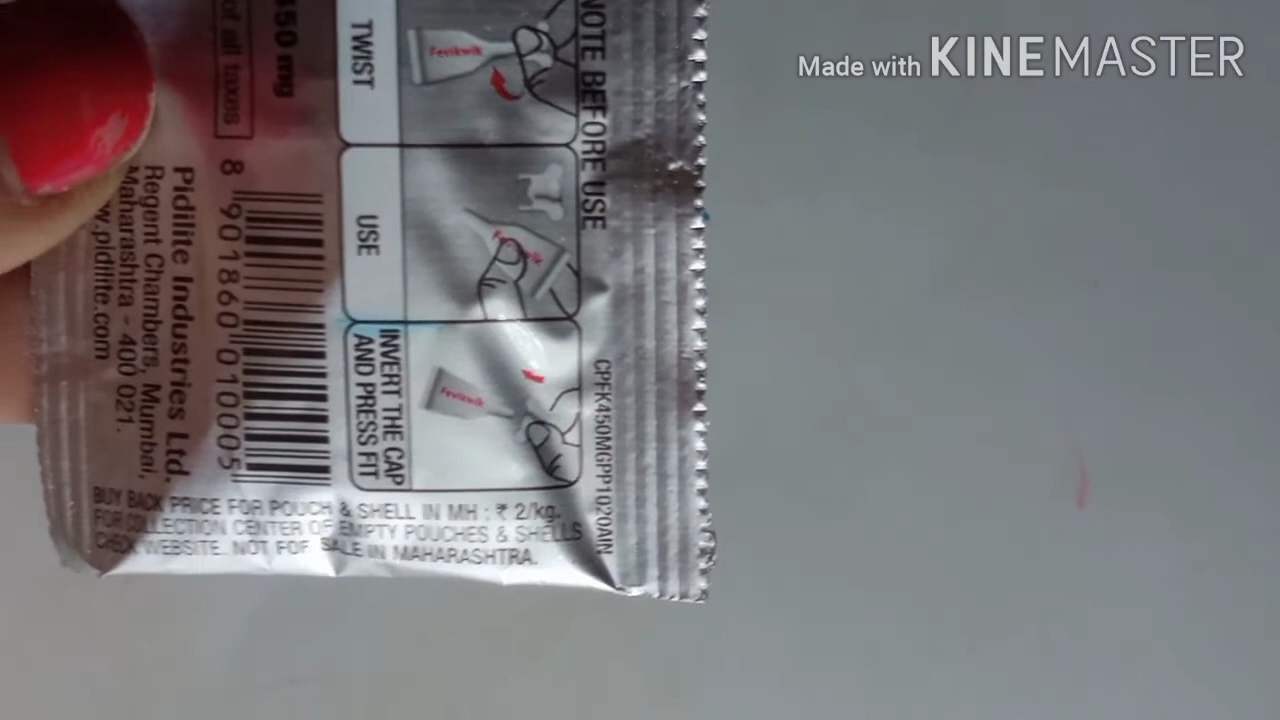 Made with KINEMASTER
NOTE BEFORE USE
CPFK450MGPP1020AIN
Fevikwik
TWIST
USE
Fevikwik
INVERT THE CAP
AND PRESS FIT
450 mg
of all taxes
8 901860 010005
Pidilite Industries Ltd.
Regent Chambers, Mumbai,
Maharashtra - 400 021.
www.pidilite.com
BUY BACK PRICE FOR POUCH & SHELL IN MH : ₹ 2/kg.
FOR COLLECTION CENTER OF EMPTY POUCHES & SHELLS
CHECK WEBSITE. NOT FOR SALE IN MAHARASHTRA.